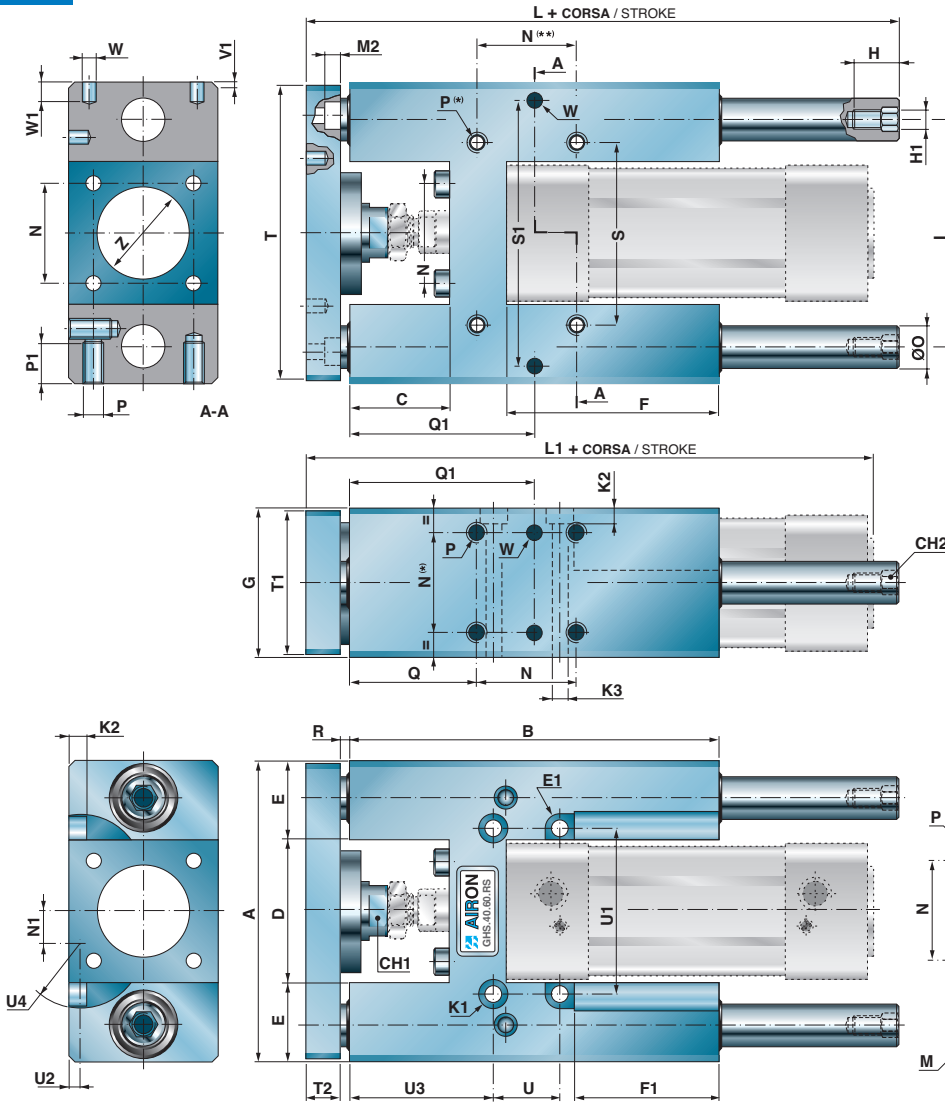 L + CORSA / STROKE
N (**)
A
M2
H
W
V1
W1
P (*)
W
H1
N
Z
T
S1
S
N
I
P1
P
A-A
C
A
F
ØO
Q1
L1 + CORSA / STROKE
Q1
K2
=
P
W
CH2
G
T1
N (*)
=
Q
N
K3
K2
R
B
E
E1
P
A
D
AIRON
GHS.40.60.RS
U1
N
N1
CH1
U4
K1
E
U2
T2
U3
U
F1
M